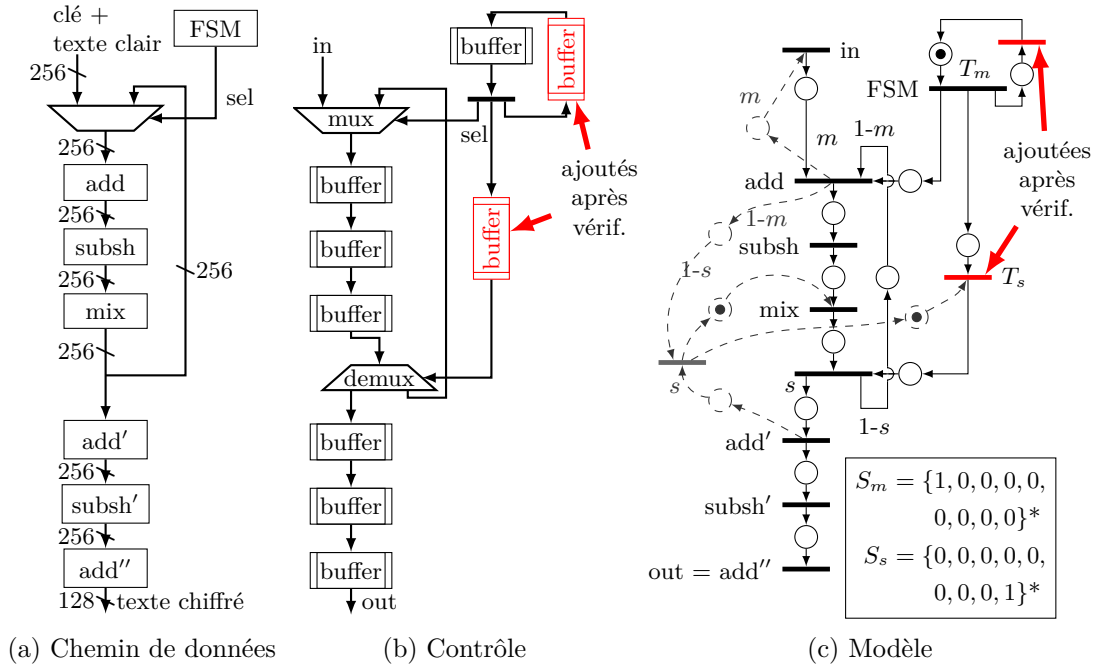 clé +
texte clair
FSM
256
sel
256
add
256
subsh
256
256
mix
256
add′
256
subsh′
256
add′′
128
texte chiffré
(a) Chemin de données
in
buffer
buffer
mux
sel
buffer
ajoutés
après
vérif.
buffer
buffer
buffer
demux
buffer
buffer
buffer
out
(b) Contrôle
in
T_m
FSM
m
m
1-m
ajoutées
après
vérif.
add
1-m
subsh
1-s
T_s
mix
s
s
1-s
add′
subsh′
out = add′′
S_m = {1, 0, 0, 0, 0,
0, 0, 0, 0}*
S_s = {0, 0, 0, 0, 0,
0, 0, 0, 1}*
(c) Modèle